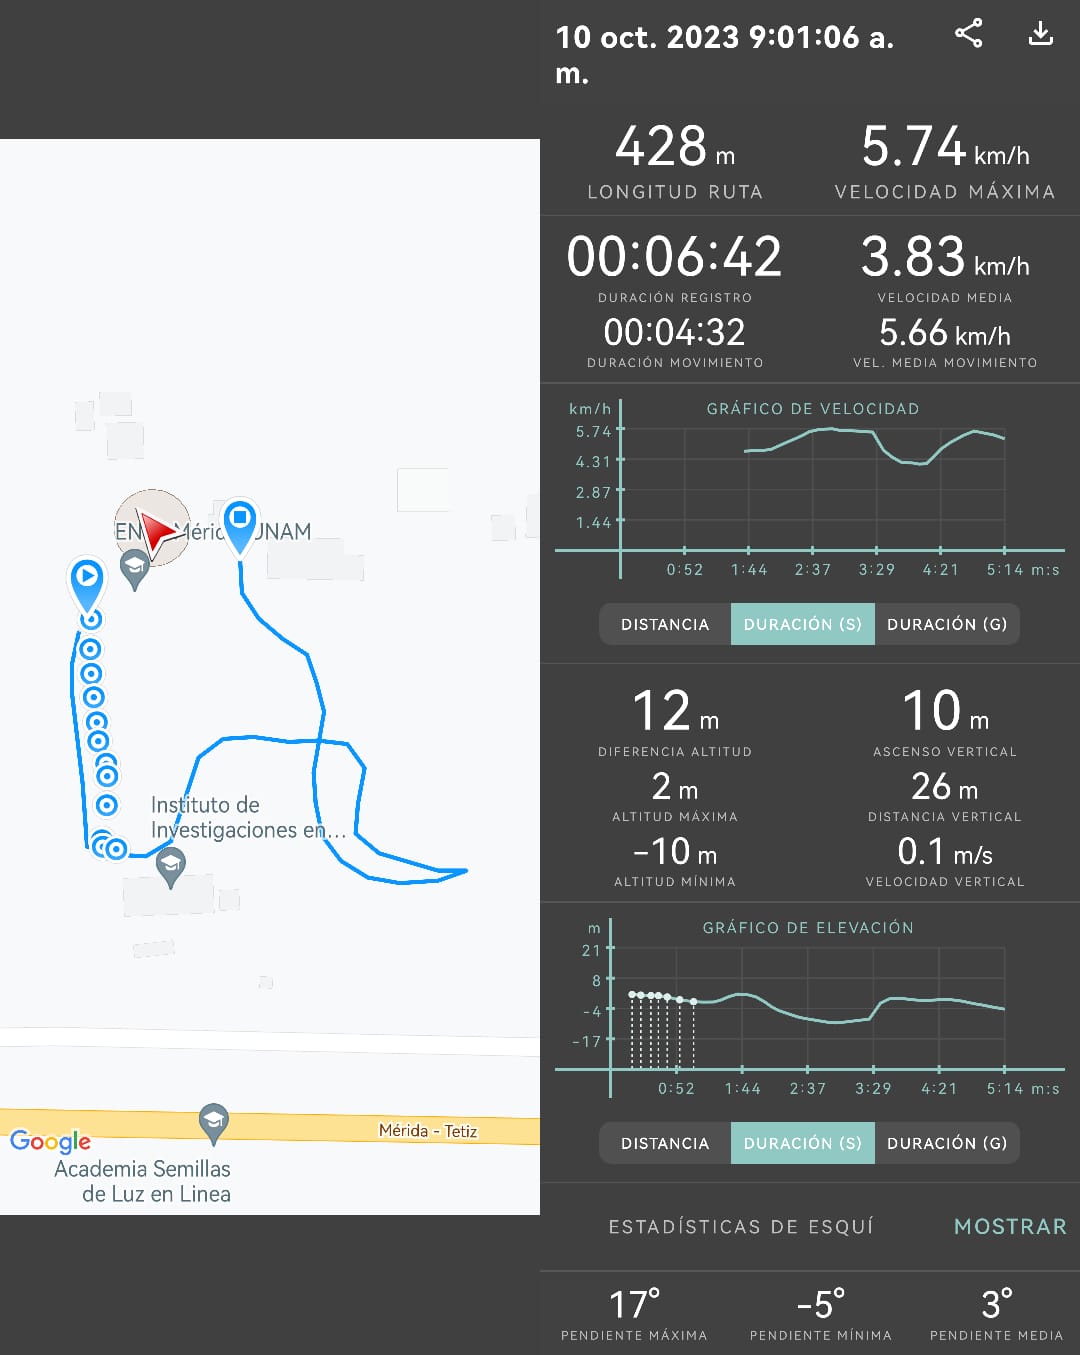 10 oct. 2023 9:01:06 a.
m.
428 m
LONGITUD RUTA
5.74 km/h
VELOCIDAD MÁXIMA
00:06:42
DURACIÓN REGISTRO
3.83 km/h
VELOCIDAD MEDIA
00:04:32
DURACIÓN MOVIMIENTO
5.66 km/h
VEL. MEDIA MOVIMIENTO
km/h
GRÁFICO DE VELOCIDAD
5.74
4.31
2.87
1.44
0:52 1:44 2:37 3:29 4:21 5:14 m:s
DISTANCIA DURACIÓN (S) DURACIÓN (G)
12 m
DIFERENCIA ALTITUD
10 m
ASCENSO VERTICAL
2 m
ALTITUD MÁXIMA
26 m
DISTANCIA VERTICAL
-10 m
ALTITUD MÍNIMA
0.1 m/s
VELOCIDAD VERTICAL
m
GRÁFICO DE ELEVACIÓN
21
8
-4
-17
0:52 1:44 2:37 3:29 4:21 5:14 m:s
DISTANCIA DURACIÓN (S) DURACIÓN (G)
ESTADÍSTICAS DE ESQUÍ MOSTRAR
17°
PENDIENTE MÁXIMA
-5°
PENDIENTE MÍNIMA
3°
PENDIENTE MEDIA
Instituto de
Investigaciones en...
Mérida - Tetiz
Google
Academia Semillas
de Luz en Linea